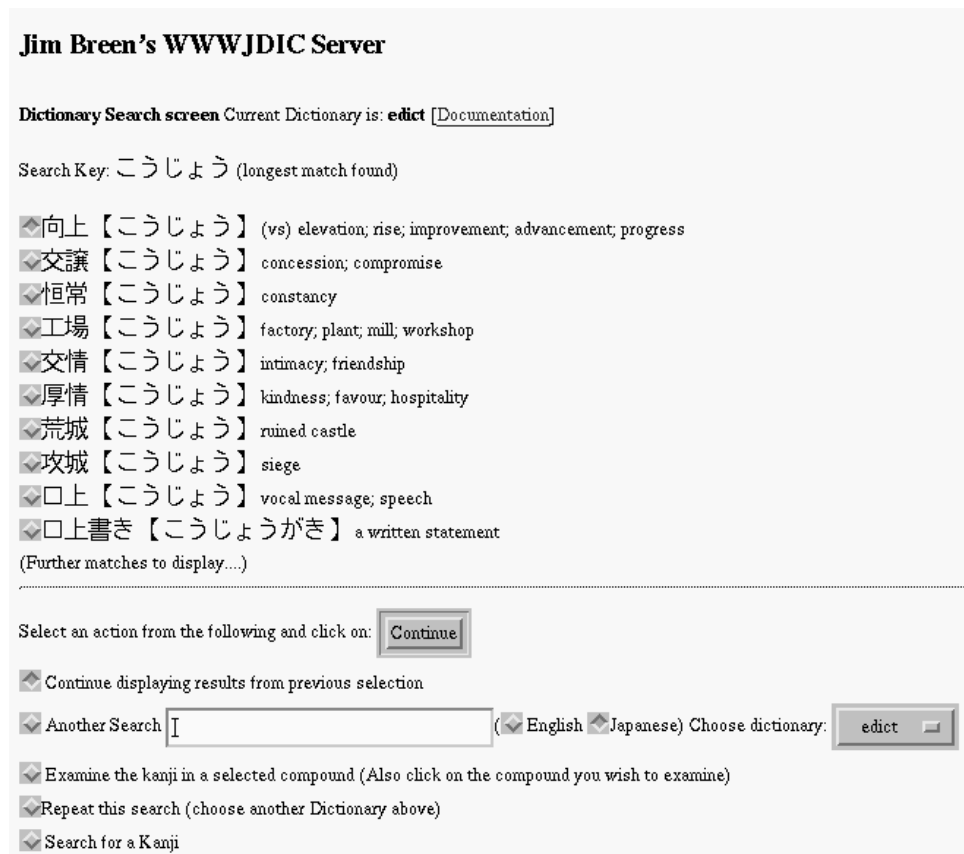 Jim Breen's WWWJDIC Server
Dictionary Search screen Current Dictionary is: edict [Documentation]
Search Key: こうじょう (longest match found)
向上【こうじょう】 (vs) elevation; rise; improvement; advancement; progress
交譲【こうじょう】 concession; compromise
恒常【こうじょう】 constancy
工場【こうじょう】 factory; plant; mill; workshop
交情【こうじょう】 intimacy; friendship
厚情【こうじょう】 kindness; favour; hospitality
荒城【こうじょう】 ruined castle
攻城【こうじょう】 siege
口上【こうじょう】 vocal message; speech
口上書き【こうじょうがき】 a written statement
(Further matches to display....)
Select an action from the following and click on: Continue
Continue displaying results from previous selection
Another Search ( English Japanese) Choose dictionary: edict
Examine the kanji in a selected compound (Also click on the compound you wish to examine)
Repeat this search (choose another Dictionary above)
Search for a Kanji